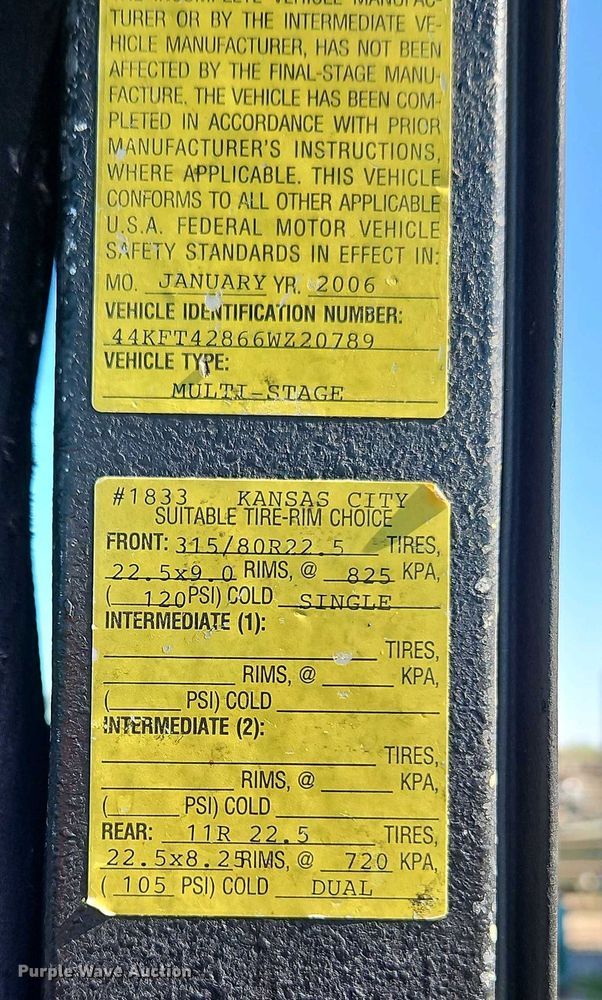 THE INCOMPLETE VEHICLE MANUFAC-
TURER OR BY THE INTERMEDIATE VE-
HICLE MANUFACTURER, HAS NOT BEEN
AFFECTED BY THE FINAL-STAGE MANU-
FACTURE. THE VEHICLE HAS BEEN COM-
PLETED IN ACCORDANCE WITH PRIOR
MANUFACTURER'S INSTRUCTIONS,
WHERE APPLICABLE. THIS VEHICLE
CONFORMS TO ALL OTHER APPLICABLE
U.S.A. FEDERAL MOTOR VEHICLE
SAFETY STANDARDS IN EFFECT IN:
MO. JANUARY YR. 2006
VEHICLE IDENTIFICATION NUMBER:
44KFT42866WZ20789
VEHICLE TYPE:
MULTI-STAGE
#1833 KANSAS CITY
SUITABLE TIRE-RIM CHOICE
FRONT: 315/80R22.5 TIRES,
22.5x9.0 RIMS, @ 825 KPA,
( 120 PSI) COLD SINGLE
INTERMEDIATE (1):
TIRES,
RIMS, @ KPA,
( PSI) COLD
INTERMEDIATE (2):
TIRES,
RIMS, @ KPA,
( PSI) COLD
REAR: 11R 22.5 TIRES,
22.5x8.25 RIMS, @ 720 KPA,
( 105 PSI) COLD DUAL
Purple Wave Auction